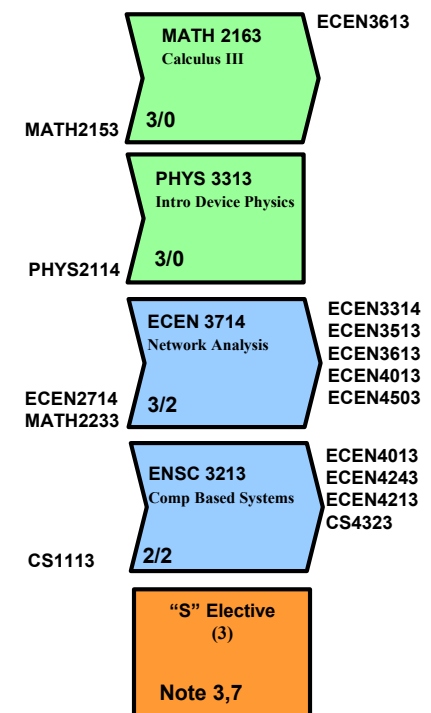 ECEN3613
MATH 2163
Calculus III
3/0
MATH2153
PHYS 3313
Intro Device Physics
3/0
PHYS2114
ECEN 3714
Network Analysis
3/2
ECEN2714
MATH2233
ECEN3314
ECEN3513
ECEN3613
ECEN4013
ECEN4503
ENSC 3213
Comp Based Systems
2/2
CS1113
ECEN4013
ECEN4243
ECEN4213
CS4323
“S” Elective
(3)
Note 3,7